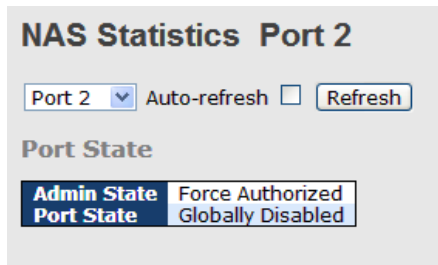 NAS Statistics Port 2
Port 2 Auto-refresh Refresh
Port State
Admin State Force Authorized
Port State Globally Disabled